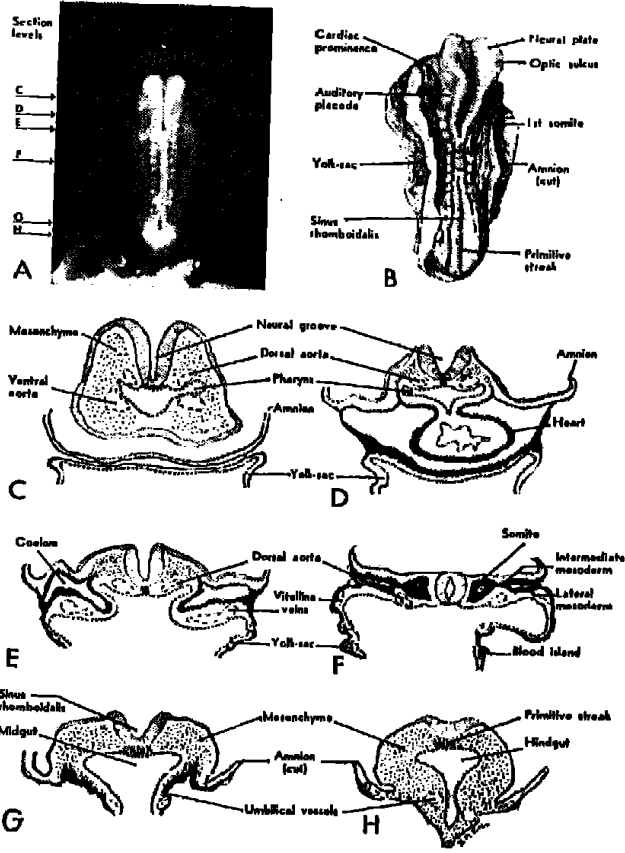 Section
levels
C
D
E
F
G
H
A
Cardiac
prominence
Auditory
placode
Yolk-sac
Sinus
rhomboidalis
Neural plate
Optic sulcus
1st somite
Amnion
(cut)
Primitive
streak
B
Mesenchyme
Ventral
aorta
Neural groove
Dorsal aorta
Pharynx
Amnion
Yolk-sac
Amnion
Heart
C
D
Coelom
Dorsal aorta
Vitelline
veins
Yolk-sac
Somite
Intermediate
mesoderm
Lateral
mesoderm
Blood island
E
F
Sinus
rhomboidalis
Midgut
Mesenchyme
Amnion
(cut)
Umbilical vessels
Primitive streak
Hindgut
G
H